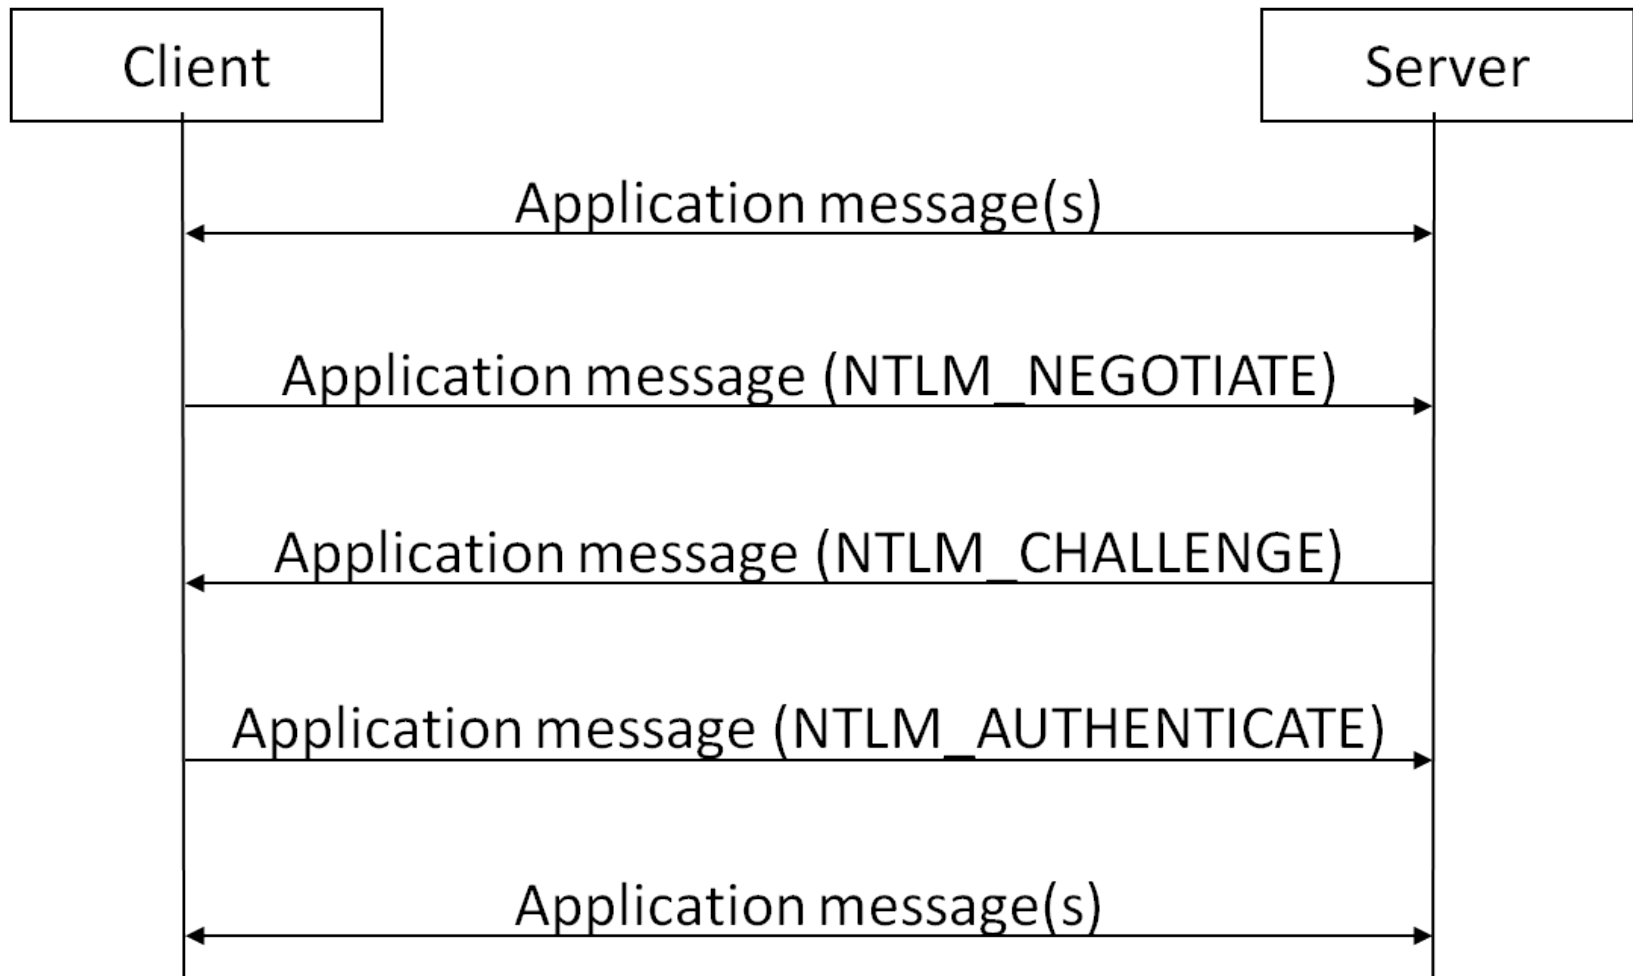 Client
Server
Application message(s)
Application message (NTLM_NEGOTIATE)
Application message (NTLM_CHALLENGE)
Application message (NTLM_AUTHENTICATE)
Application message(s)